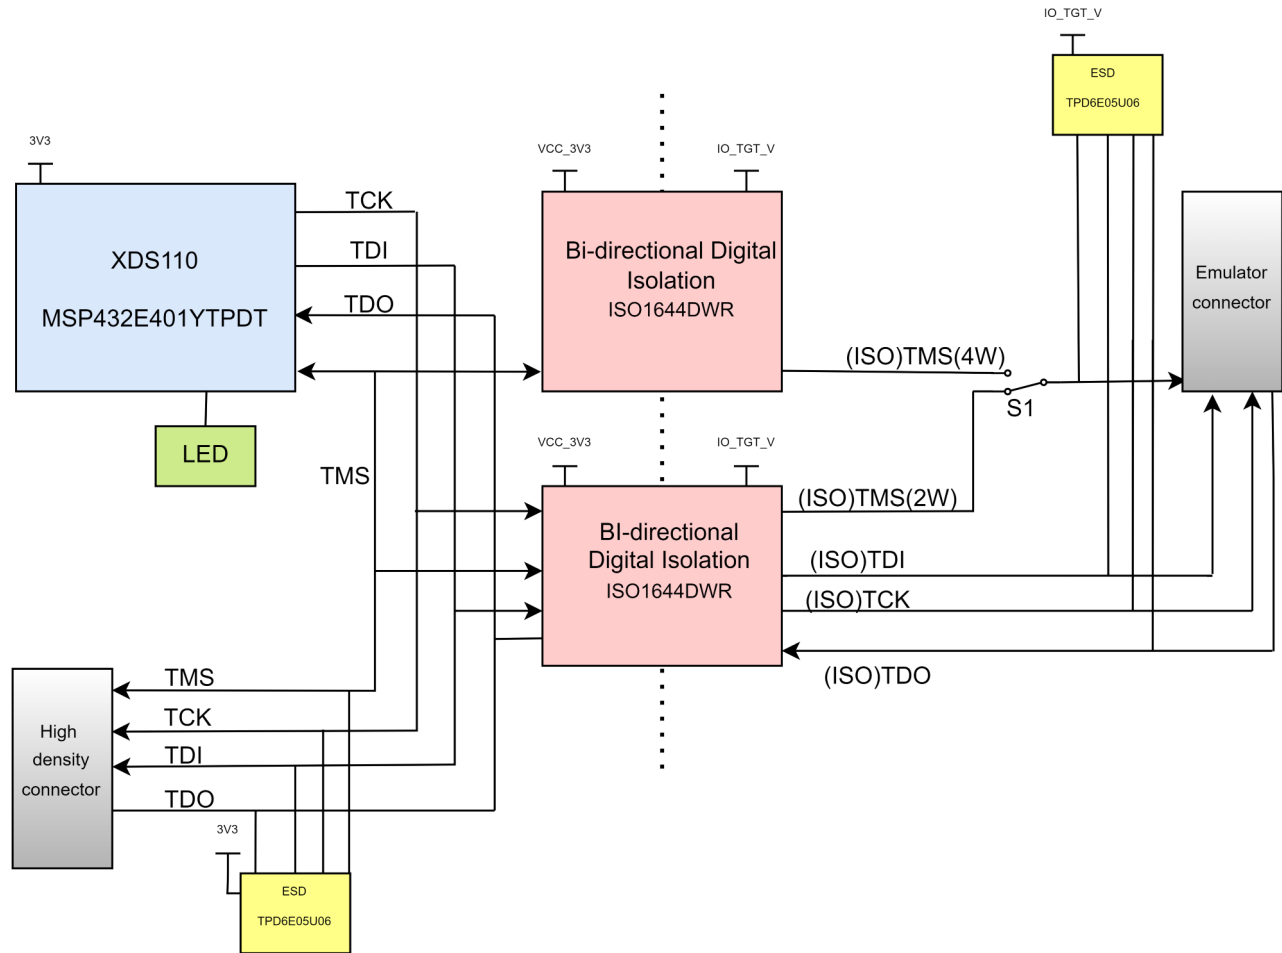 IO_TGT_V
ESD
TPD6E05U06
3V3
VCC_3V3
IO_TGT_V
TCK
XDS110
MSP432E401YTPDT
TDI
TDO
Bi-directional Digital
Isolation
ISO1644DWR
Emulator
connector
(ISO)TMS(4W)
S1
LED
TMS
VCC_3V3
IO_TGT_V
(ISO)TMS(2W)
BI-directional
Digital Isolation
ISO1644DWR
(ISO)TDI
(ISO)TCK
(ISO)TDO
High
density
connector
TMS
TCK
TDI
TDO
3V3
ESD
TPD6E05U06